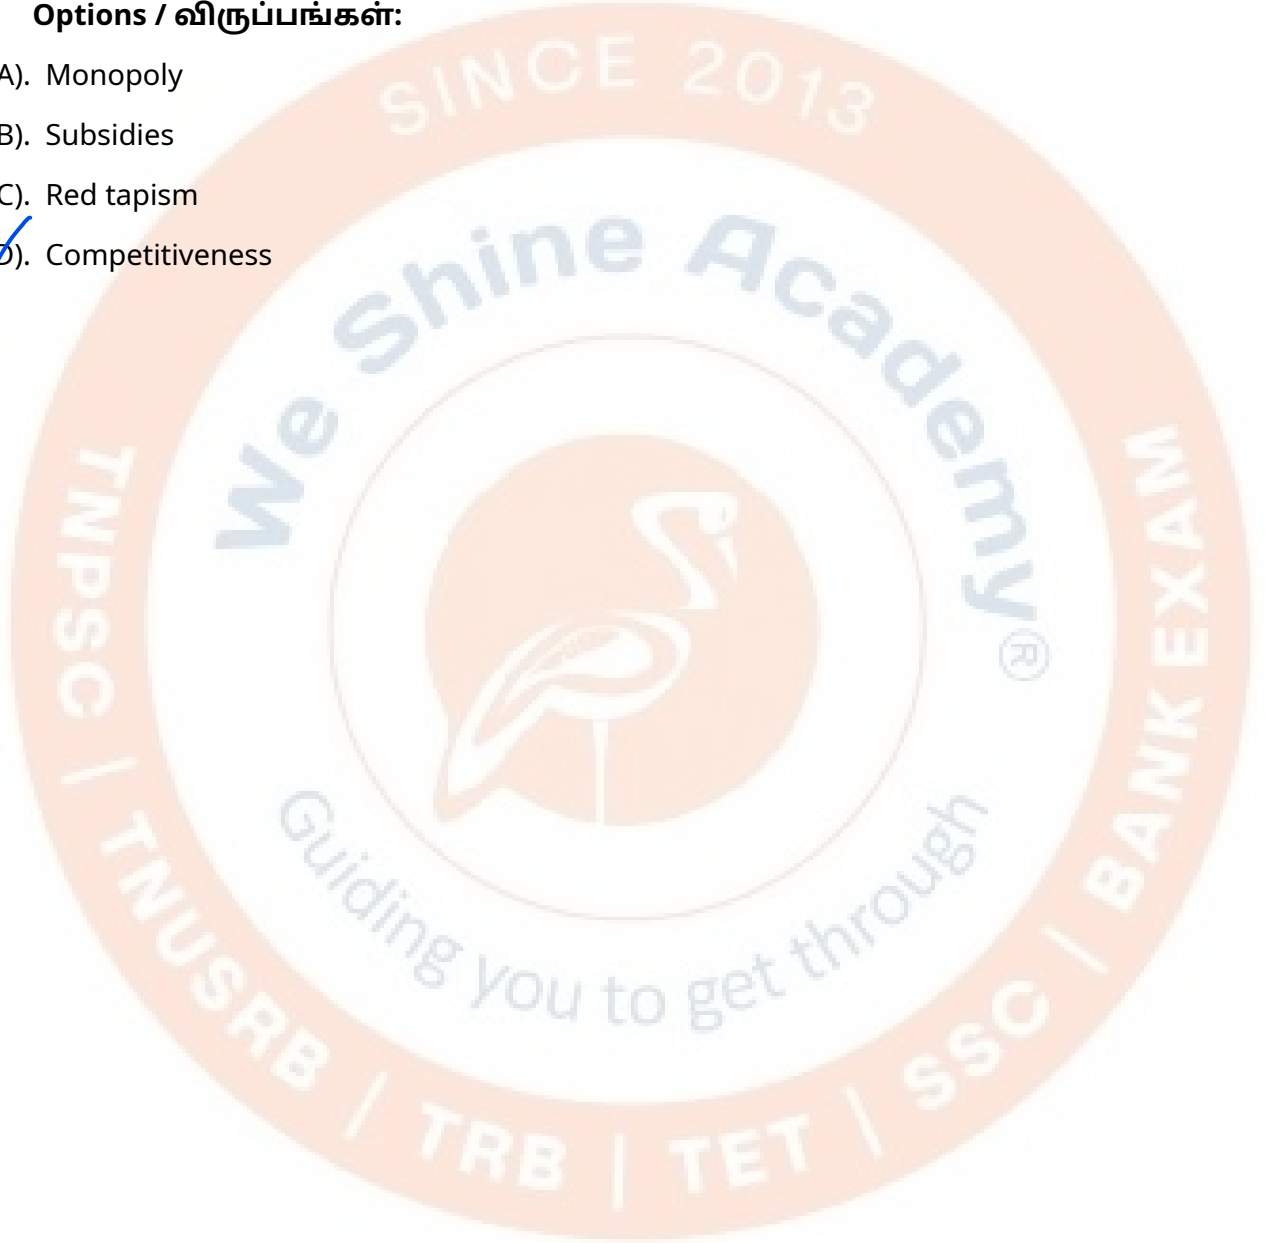 Options / விருப்பங்கள்:
A). Monopoly
B). Subsidies
C). Red tapism
D). Competitiveness
SINCE 2013
We Shine Academy®
Guiding you to get through
TNPSC | TNUSRB | TRB | TET | SSC | BANK EXAM